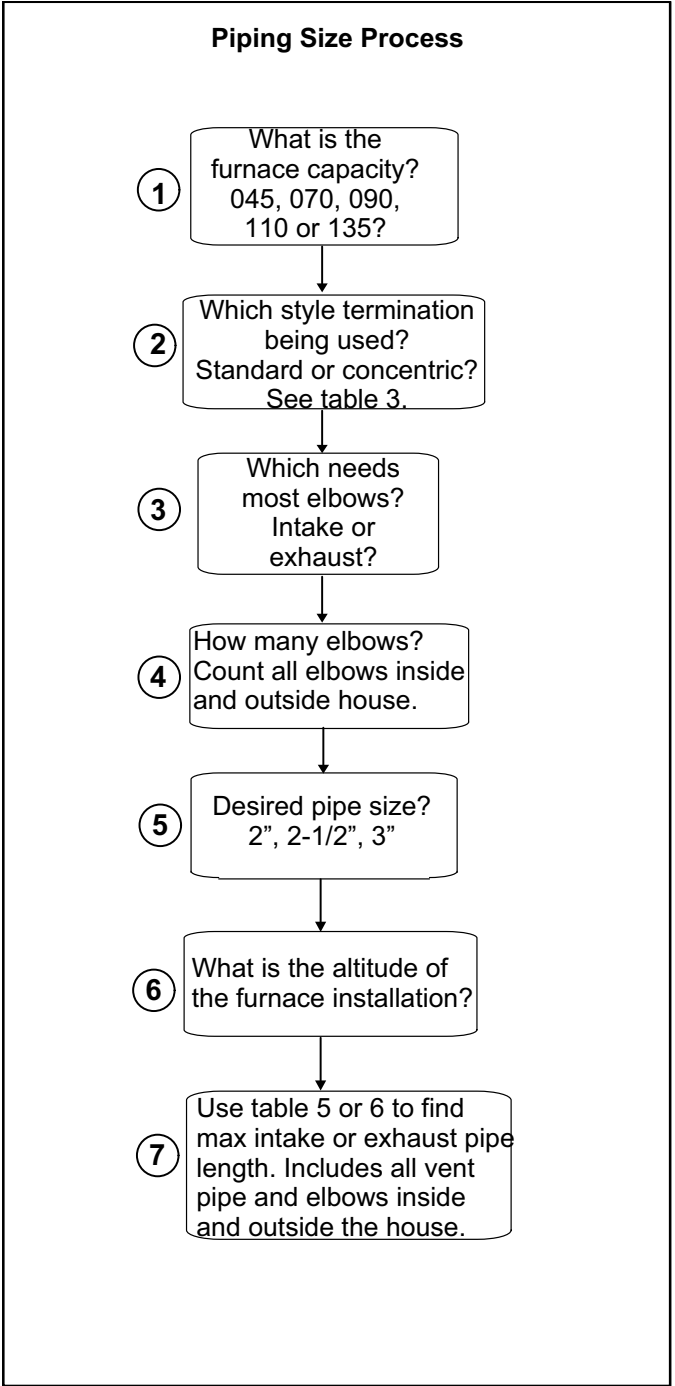 Piping Size Process
1
What is the
furnace capacity?
045, 070, 090,
110 or 135?
2
Which style termination
being used?
Standard or concentric?
See table 3.
3
Which needs
most elbows?
Intake or
exhaust?
4
How many elbows?
Count all elbows inside
and outside house.
5
Desired pipe size?
2”, 2-1/2”, 3”
6
What is the altitude of
the furnace installation?
7
Use table 5 or 6 to find
max intake or exhaust pipe
length. Includes all vent
pipe and elbows inside
and outside the house.